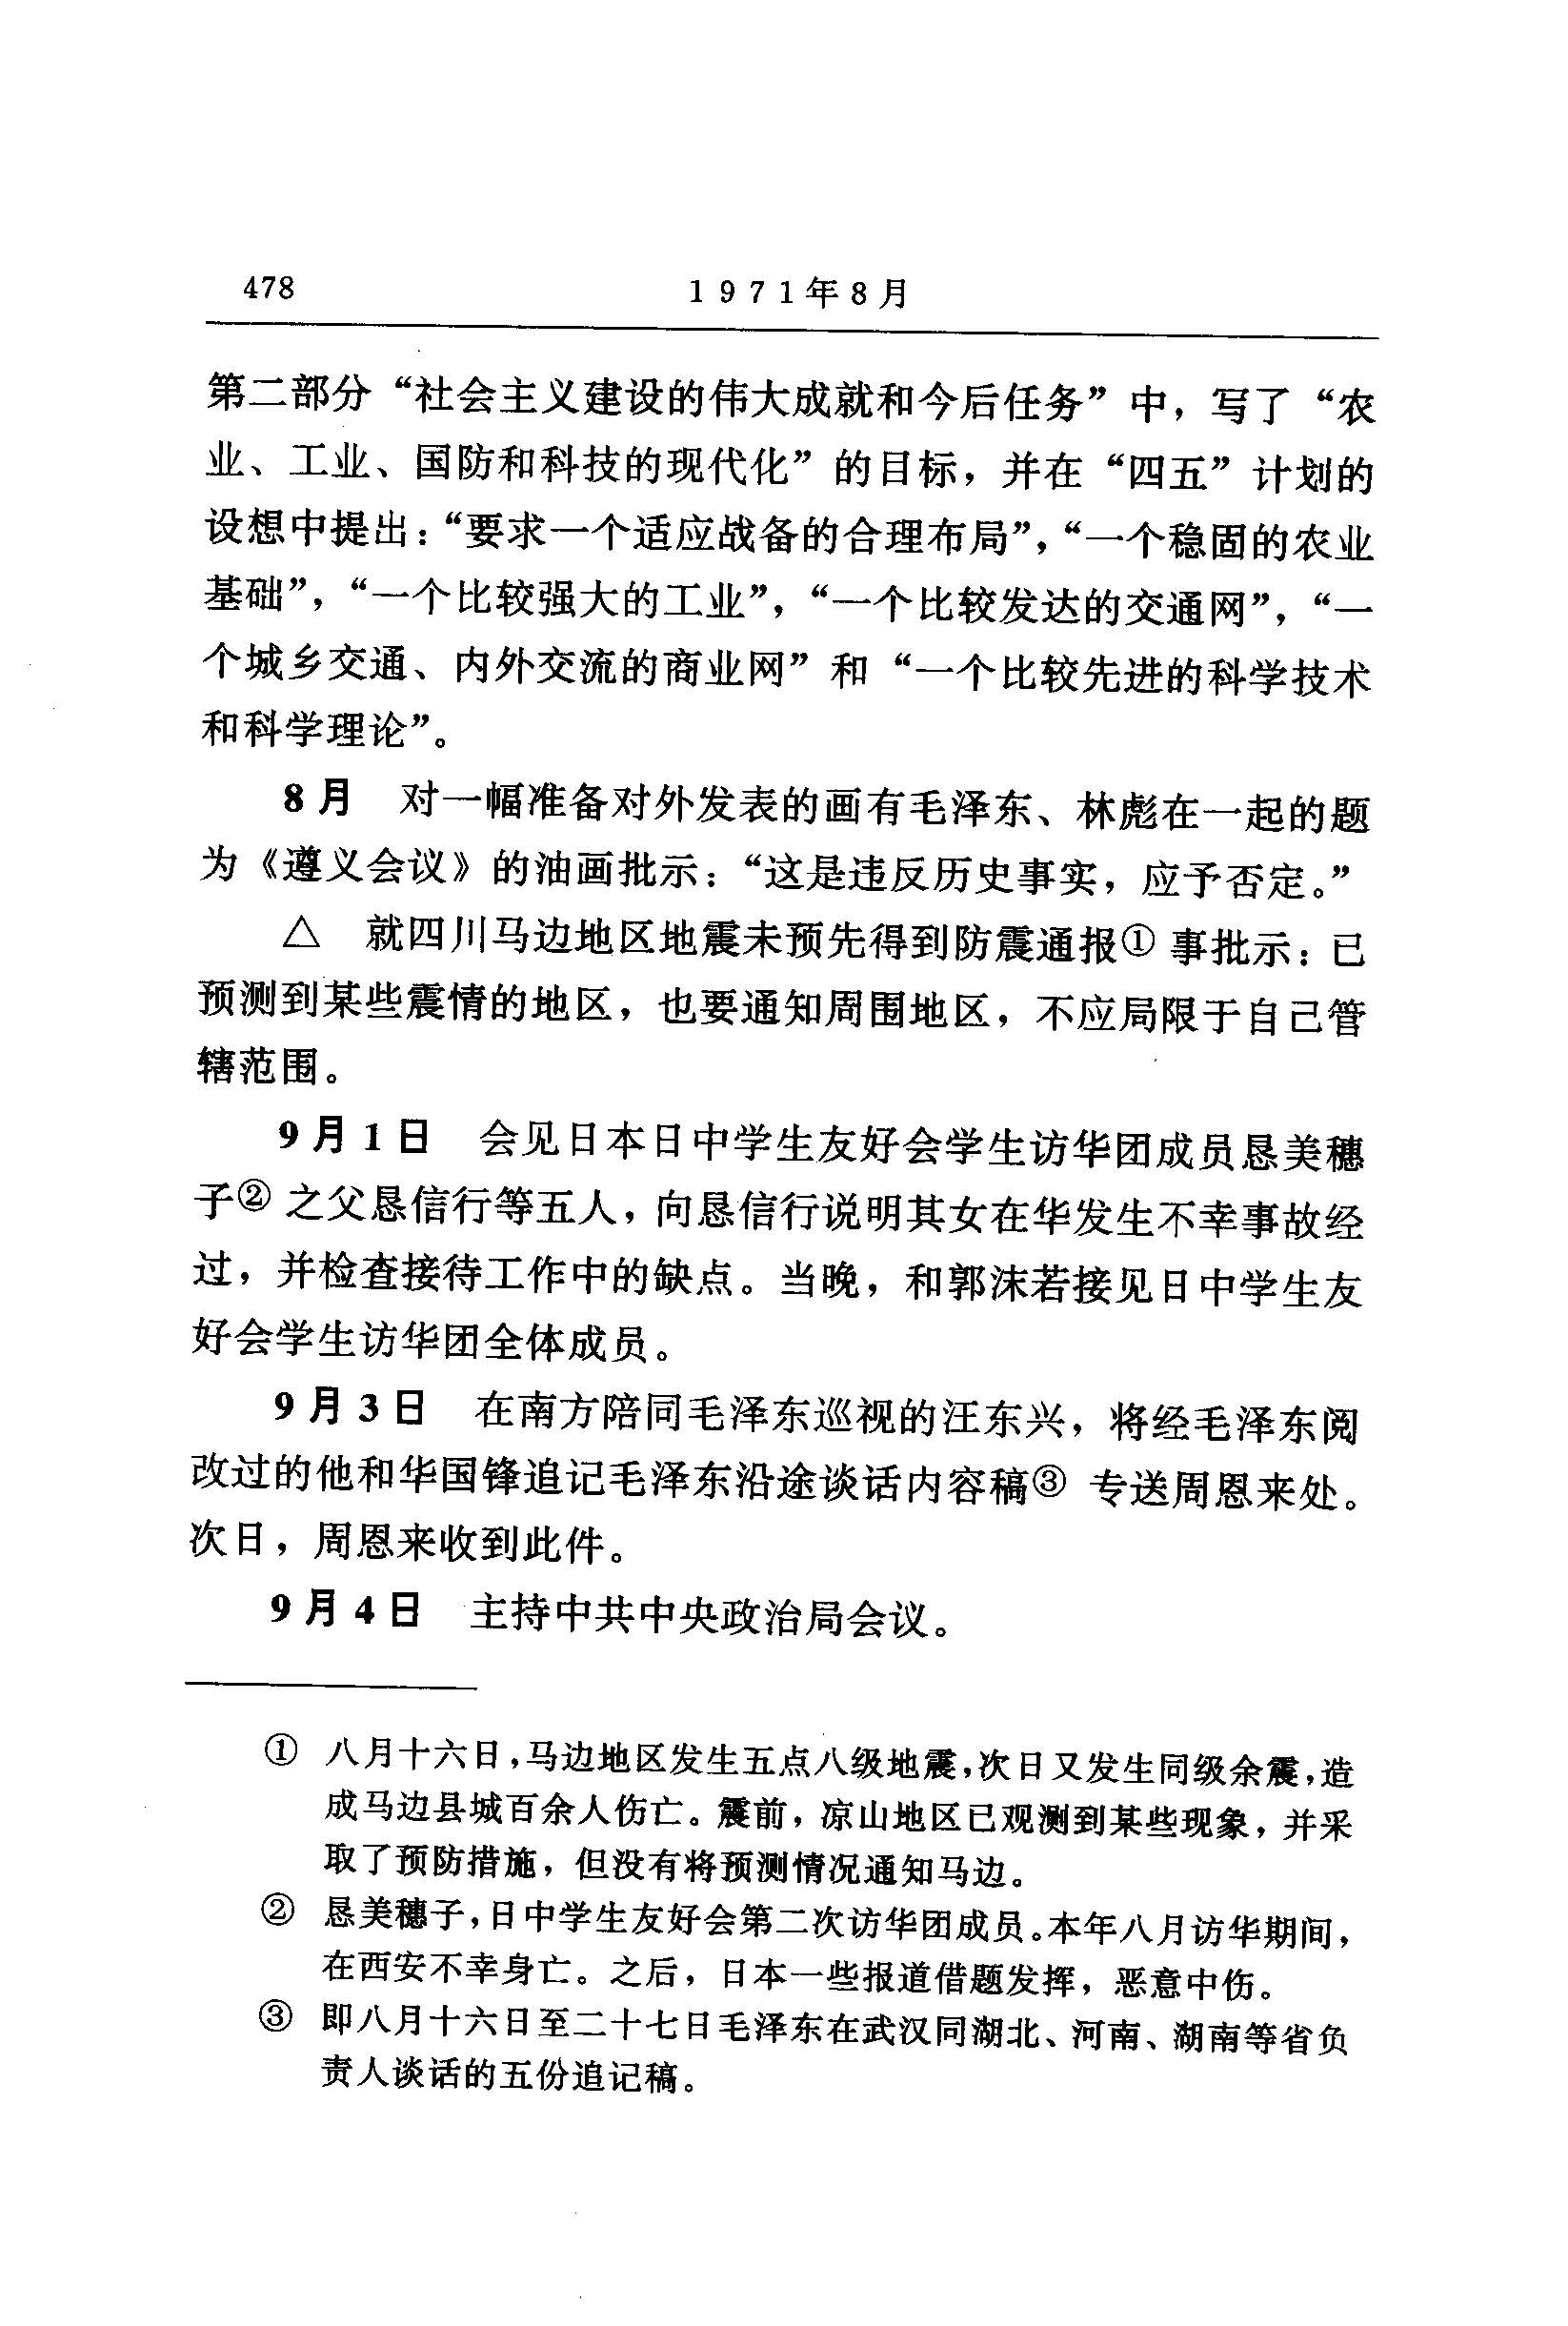 478
1971年8月
第二部分“社会主义建设的伟大成就和今后任务”中，写了“农
业、工业、国防和科技的现代化”的目标，并在“四五”计划的
设想中提出：“要求一个适应战备的合理布局”，“一个稳固的农业
基础”，“一个比较强大的工业”，“一个比较发达的交通网”，“一
个城乡交通、内外交流的商业网”和“一个比较先进的科学技术
和科学理论”。
8月 对一幅准备对外发表的画有毛泽东、林彪在一起的题
为《遵义会议》的油画批示：“这是违反历史事实，应予否定。”
△ 就四川马边地区地震未预先得到防震通报①事批示：已
预测到某些震情的地区，也要通知周围地区，不应局限于自己管
辖范围。
9月1日 会见日本日中学生友好会学生访华团成员恳美穗
子②之父恳信行等五人，向恳信行说明其女在华发生不幸事故经
过，并检查接待工作中的缺点。当晚，和郭沫若接见日中学生友
好会学生访华团全体成员。
9月3日 在南方陪同毛泽东巡视的汪东兴，将经毛泽东阅
改过的他和华国锋追记毛泽东沿途谈话内容稿③专送周恩来处。
次日，周恩来收到此件。
9月4日 主持中共中央政治局会议。
① 八月十六日，马边地区发生五点八级地震，次日又发生同级余震，造
成马边县城百余人伤亡。震前，凉山地区已观测到某些现象，并采
取了预防措施，但没有将预测情况通知马边。
② 恳美穗子，日中学生友好会第二次访华团成员。本年八月访华期间，
在西安不幸身亡。之后，日本一些报道借题发挥，恶意中伤。
③ 即八月十六日至二十七日毛泽东在武汉同湖北、河南、湖南等省负
责人谈话的五份追记稿。